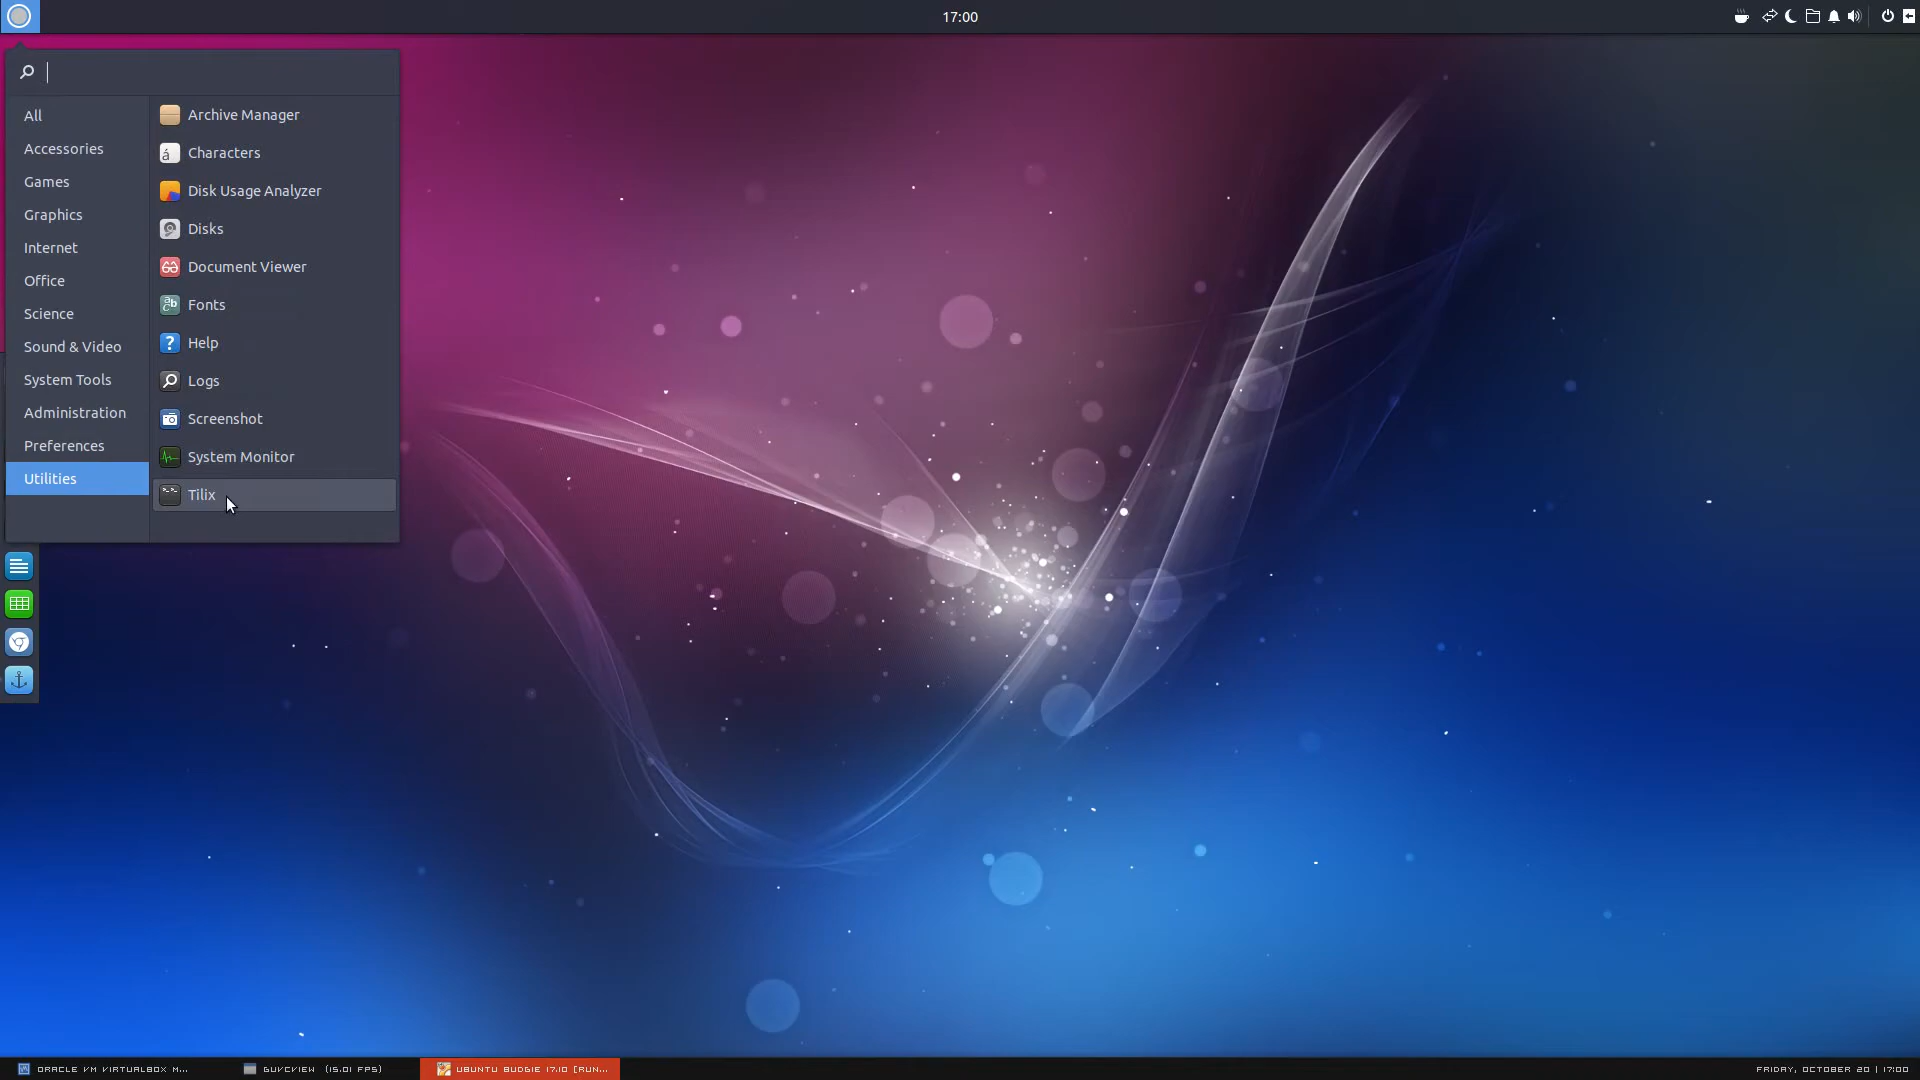 17:00
All
Accessories
Games
Graphics
Internet
Office
Science
Sound & Video
System Tools
Administration
Preferences
Utilities
Archive Manager
Characters
Disk Usage Analyzer
Disks
Document Viewer
Fonts
Help
Logs
Screenshot
System Monitor
Tilix
ORACLE VM VIRTUALBOX M...
GUVCVIEW (15.01 FPS)
UBUNTU BUDGIE 17.10 [RUN...
FRIDAY, OCTOBER 20 | 17:00